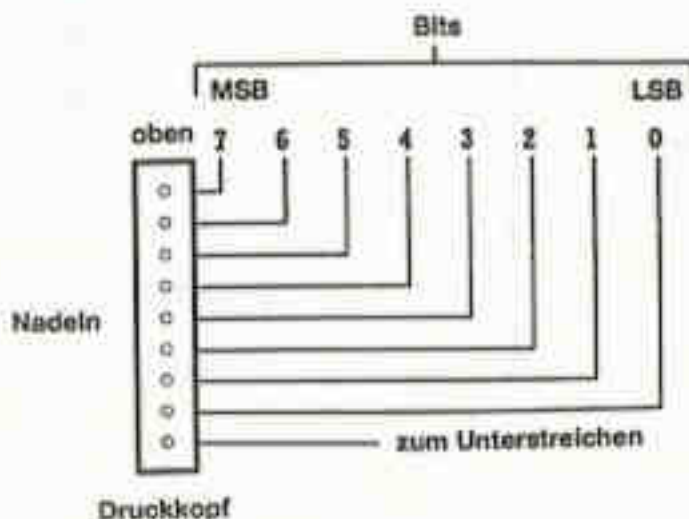 Bits
MSB LSB
oben 7 6 5 4 3 2 1 0
Nadeln
zum Unterstreichen
Druckkopf